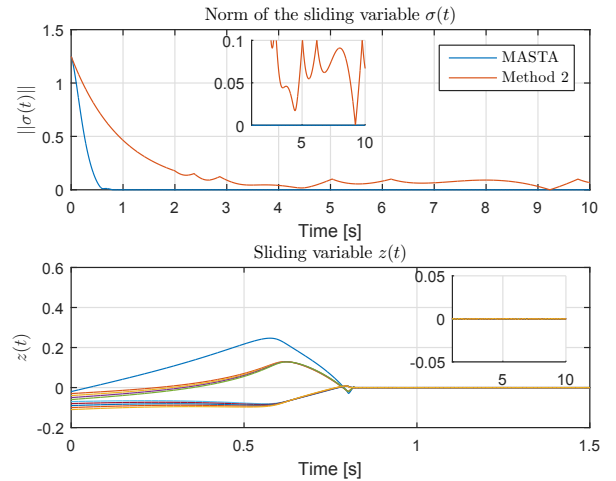 Norm of the sliding variable σ(t)
||σ(t)||
1.5
1
0.5
0
0.1
0.05
0
5
10
MASTA
Method 2
0 1 2 3 4 5 6 7 8 9 10
Time [s]
Sliding variable z(t)
z(t)
0.6
0.4
0.2
0
-0.2
0.05
0
-0.05
5
10
0 0.5 1 1.5
Time [s]